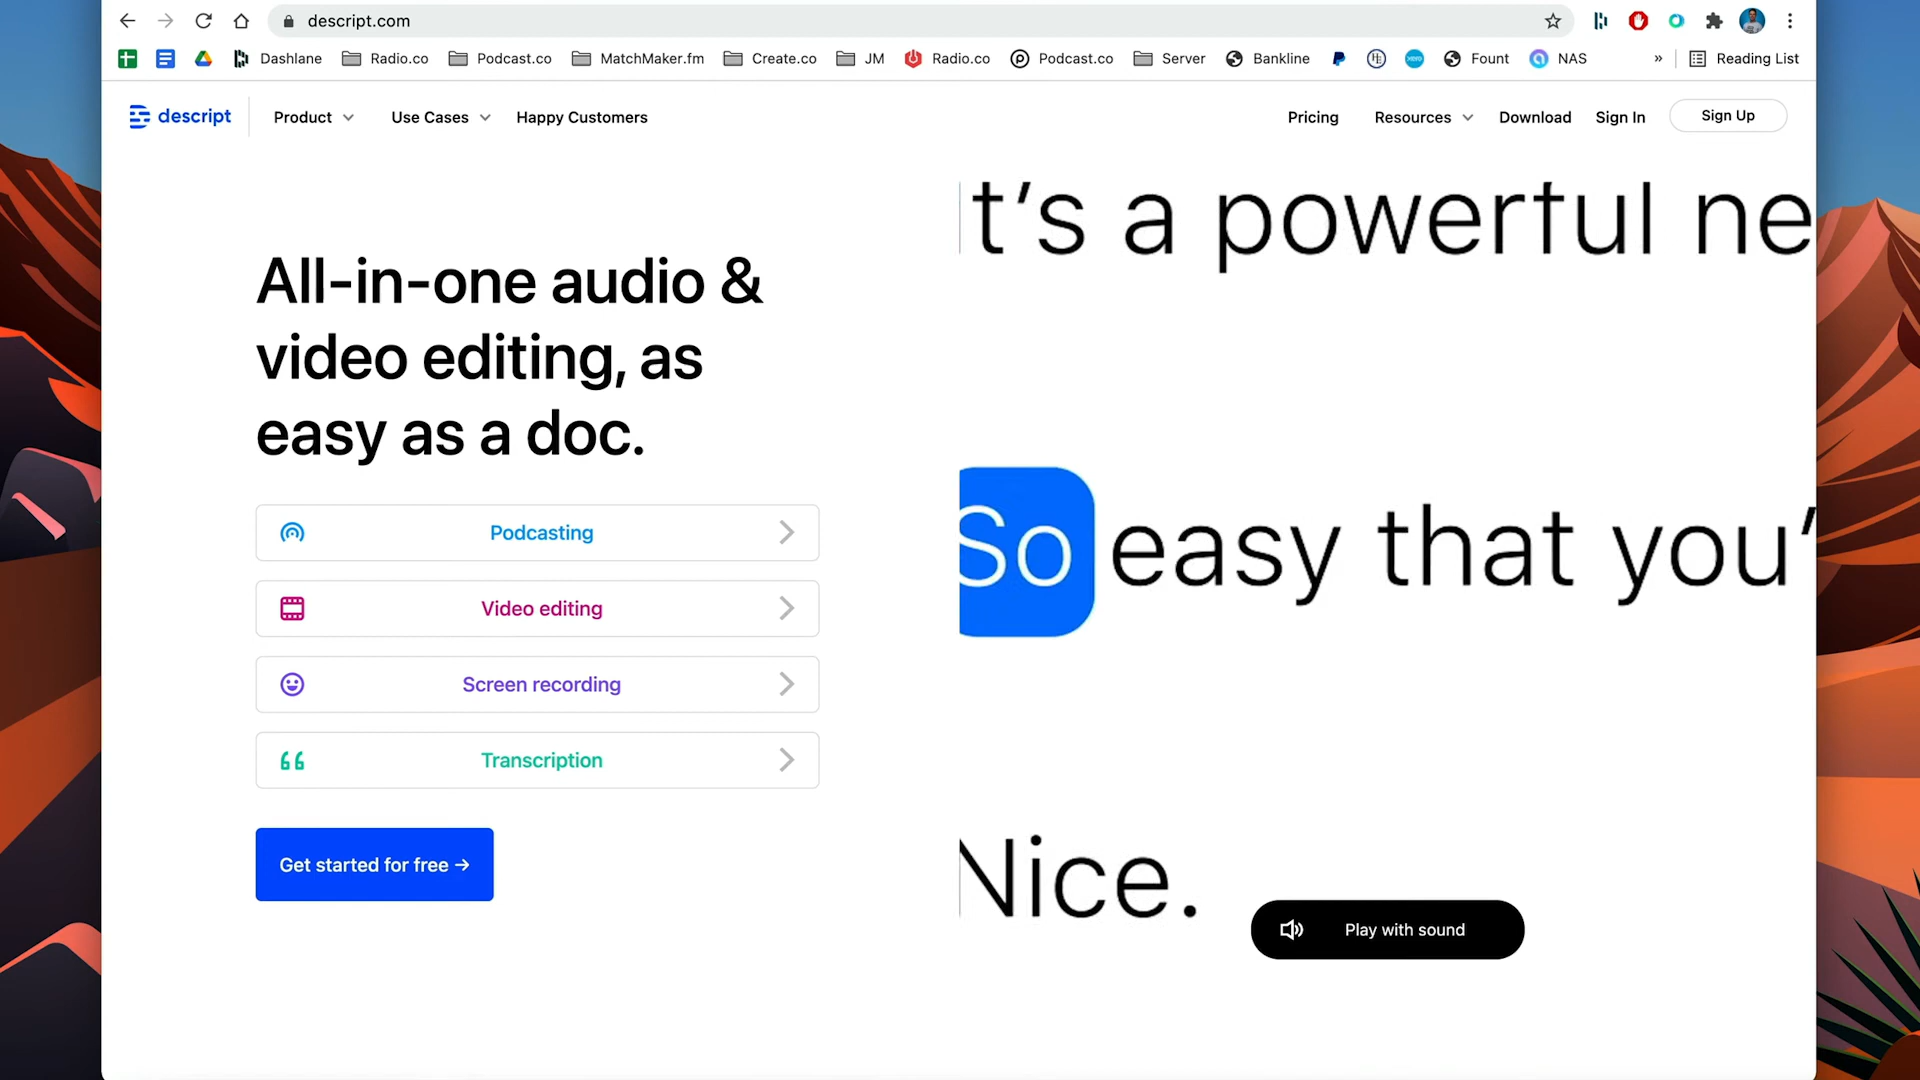 descript.com
Dashlane Radio.co Podcast.co MatchMaker.fm Create.co JM Radio.co Podcast.co Server Bankline xero Fount NAS » Reading List
descript Product Use Cases Happy Customers Pricing Resources Download Sign In Sign Up
t's a powerful ne
All-in-one audio &
video editing, as
easy as a doc.
So easy that you'
Podcasting
Video editing
Screen recording
Transcription
Nice.
Get started for free →
Play with sound